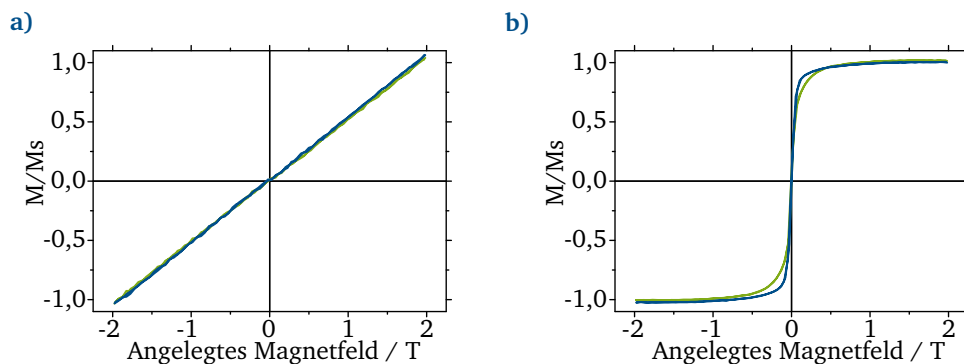 a)
1,0
0,5
0,0
-0,5
-1,0
M/Ms
-2 -1 0 1 2
Angelegtes Magnetfeld / T
b)
1,0
0,5
0,0
-0,5
-1,0
M/Ms
-2 -1 0 1 2
Angelegtes Magnetfeld / T